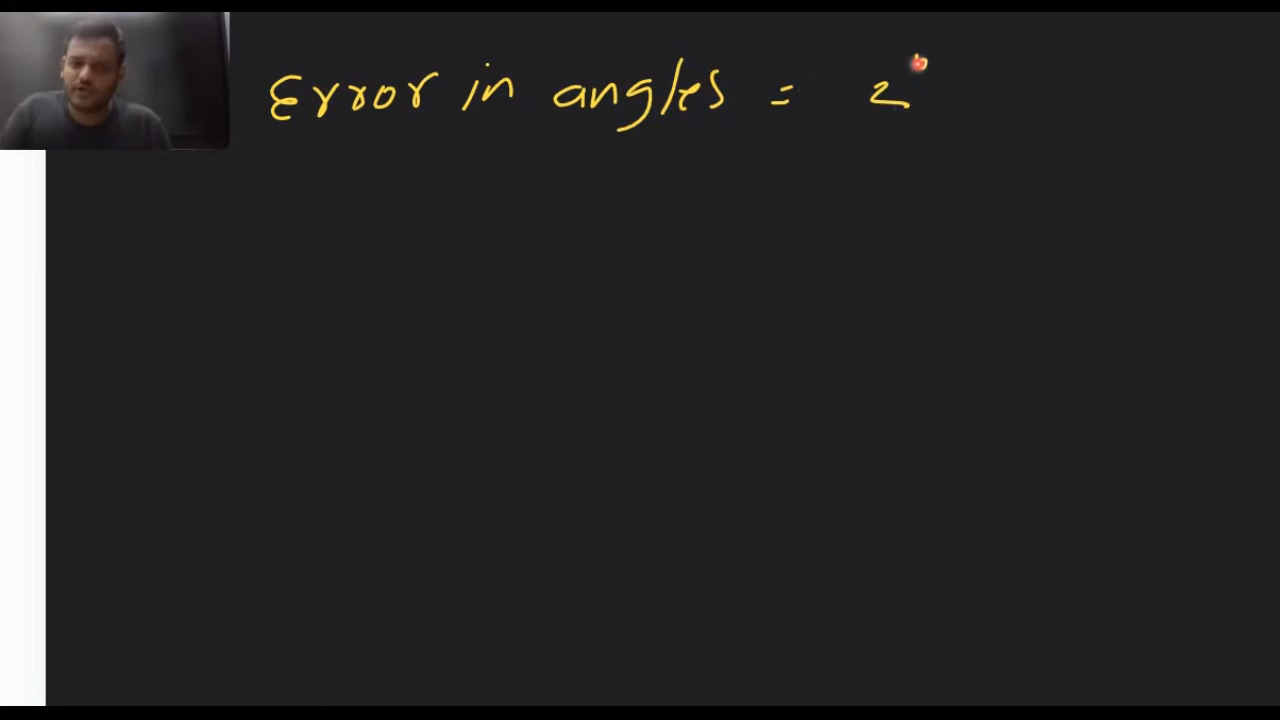 Error in angles = 2°